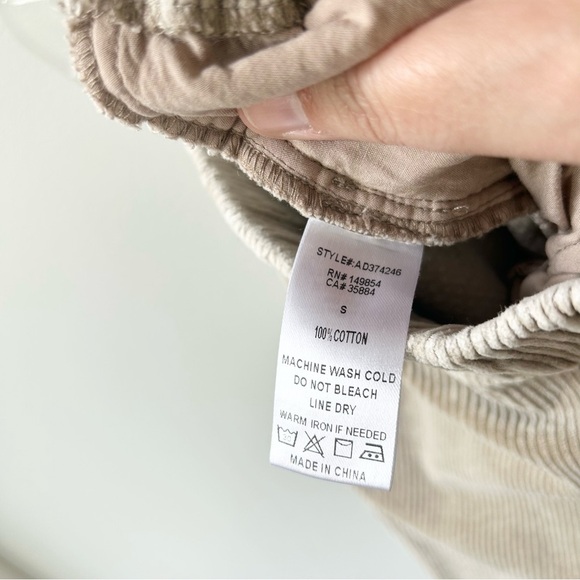 STYLE#:AD374246
RN# 149854
CA# 35884
S
100% COTTON
MACHINE WASH COLD
DO NOT BLEACH
LINE DRY
WARM IRON IF NEEDED
30
MADE IN CHINA